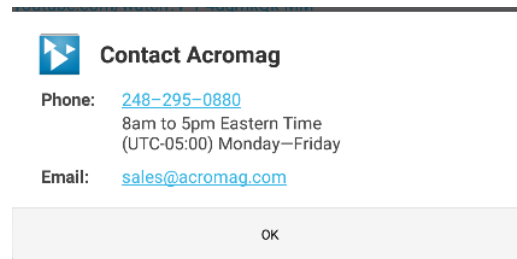 Contact Acromag
Phone: 248-295-0880
8am to 5pm Eastern Time
(UTC-05:00) Monday—Friday
Email: sales@acromag.com
OK